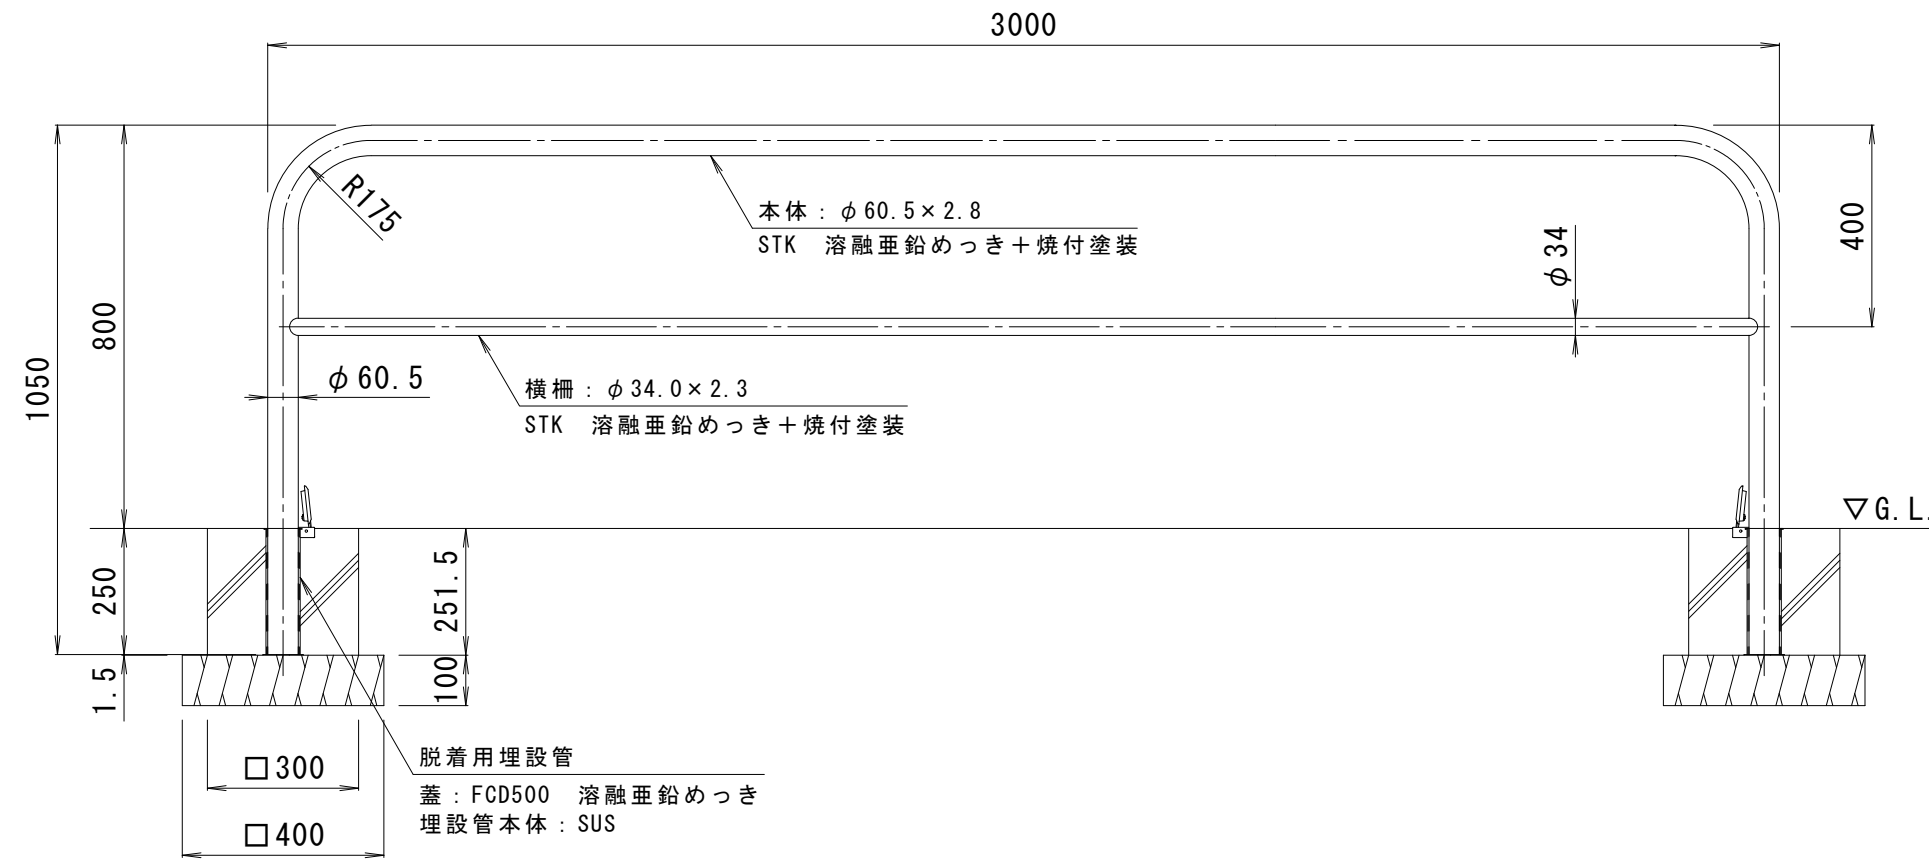 3000
R175
本体：φ60.5×2.8
STK　溶融亜鉛めっき＋焼付塗装
400
φ34
800
1050
φ60.5
横柵：φ34.0×2.3
STK　溶融亜鉛めっき＋焼付塗装
▽G.L.
250
251.5
1.5
100
脱着用埋設管
蓋：FCD500　溶融亜鉛めっき
埋設管本体：SUS
□300
□400